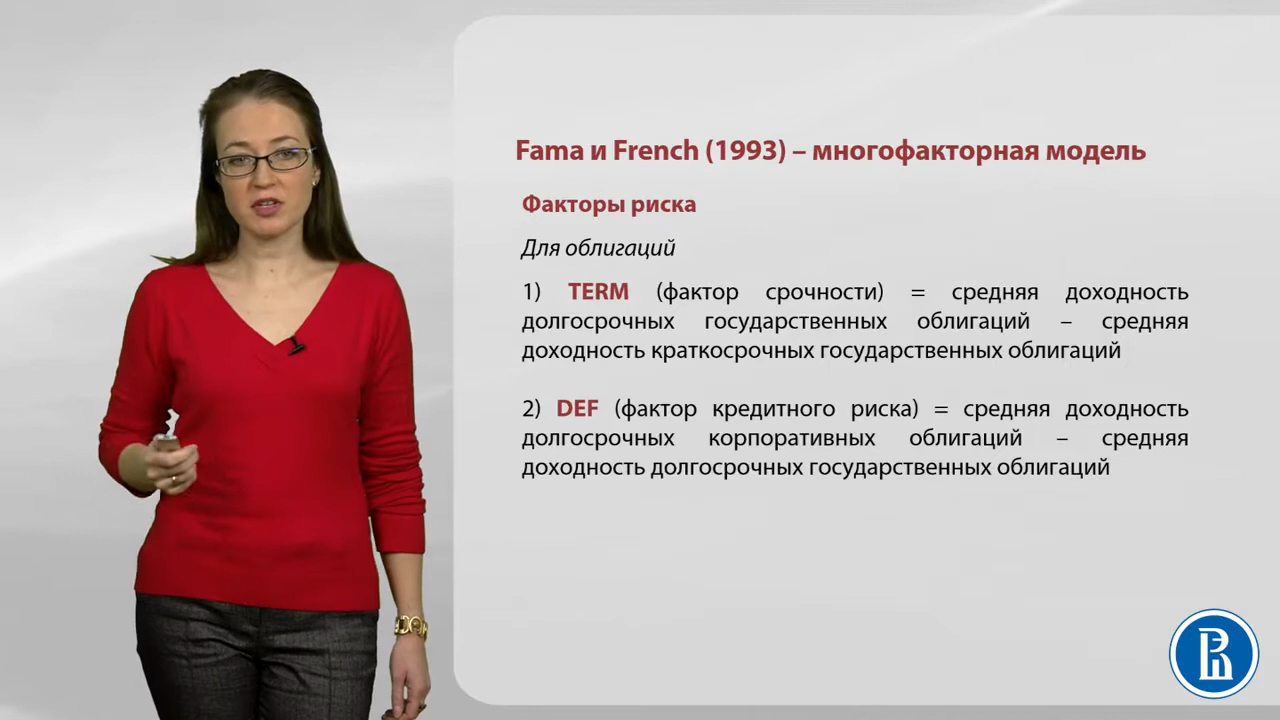 Fama и French (1993) – многофакторная модель
Факторы риска
Для облигаций
1) TERM (фактор срочности) = средняя доходность
долгосрочных государственных облигаций – средняя
доходность краткосрочных государственных облигаций
2) DEF (фактор кредитного риска) = средняя доходность
долгосрочных корпоративных облигаций – средняя
доходность долгосрочных государственных облигаций